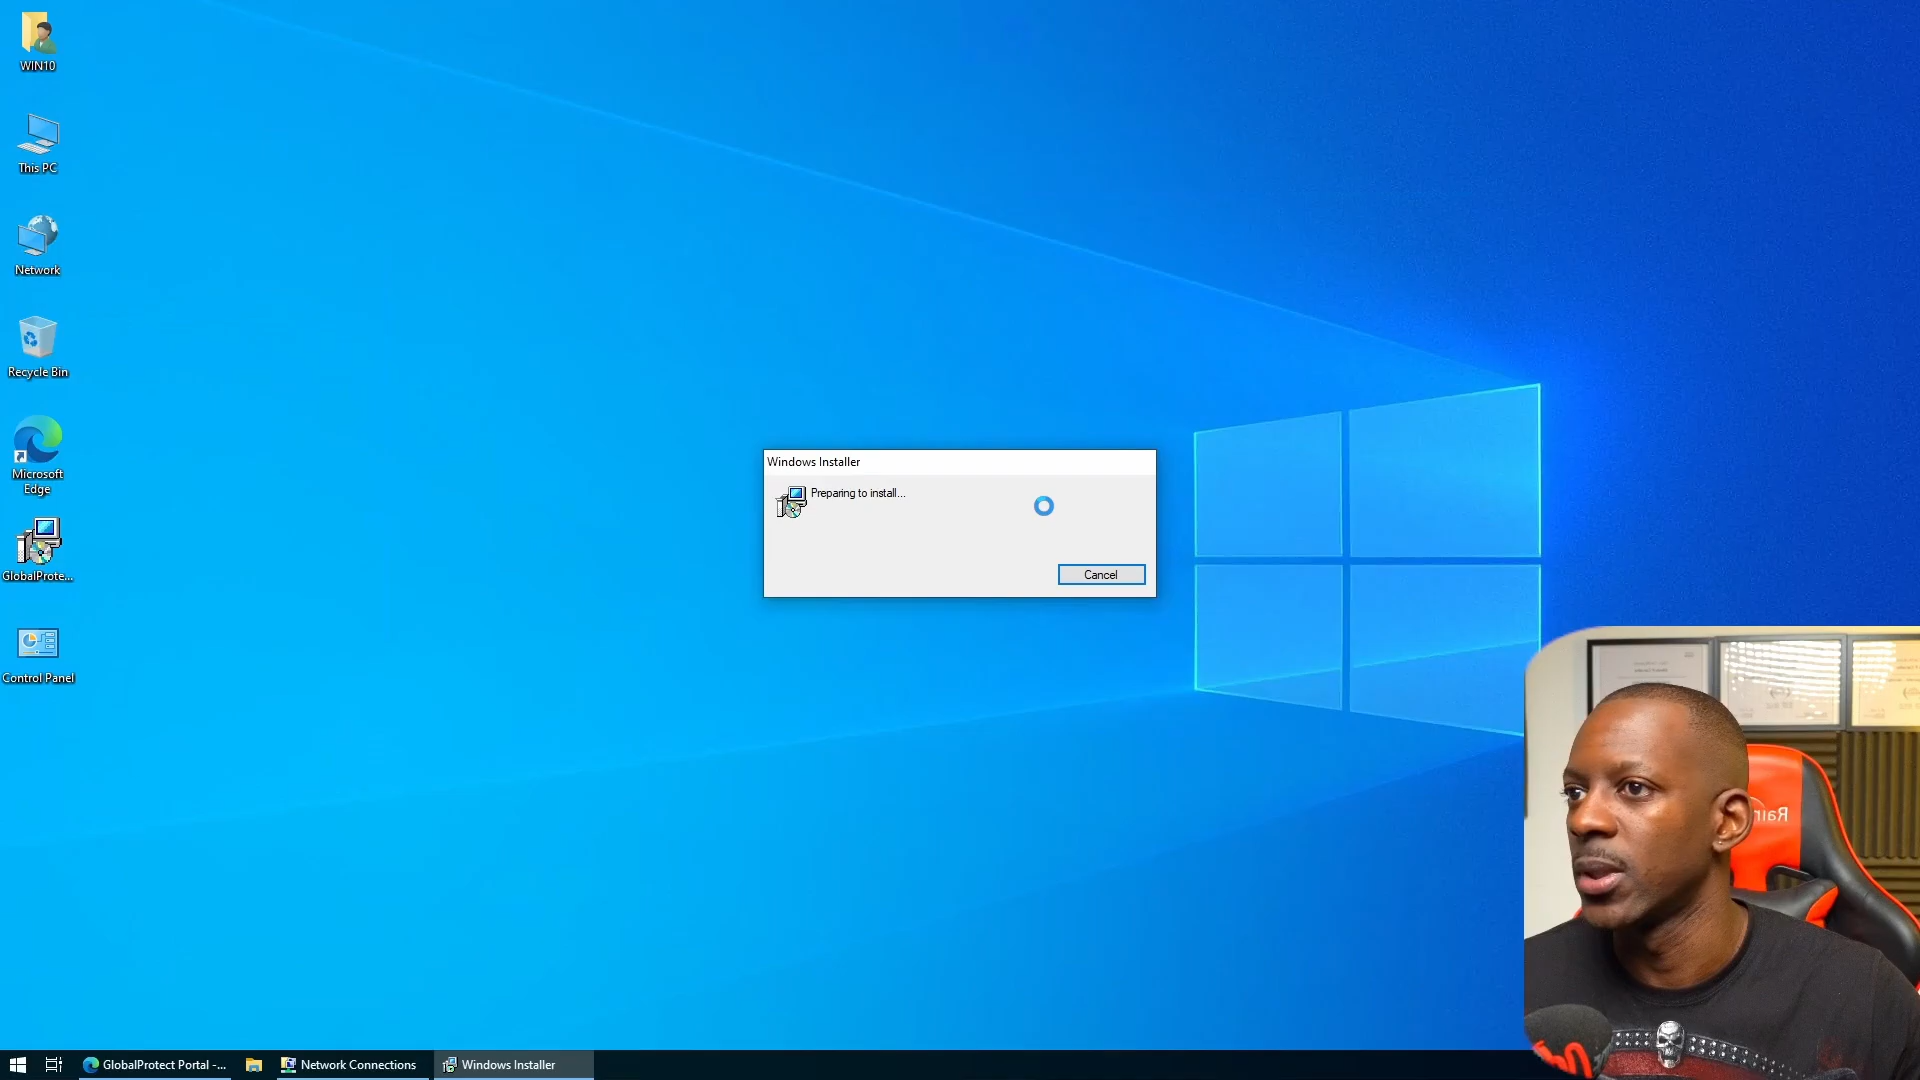 WIN10
This PC
Network
Recycle Bin
Microsoft
Edge
GlobalProte...
Control Panel
Windows Installer
Preparing to install...
Cancel
GlobalProtect Portal -...
Network Connections
Windows Installer